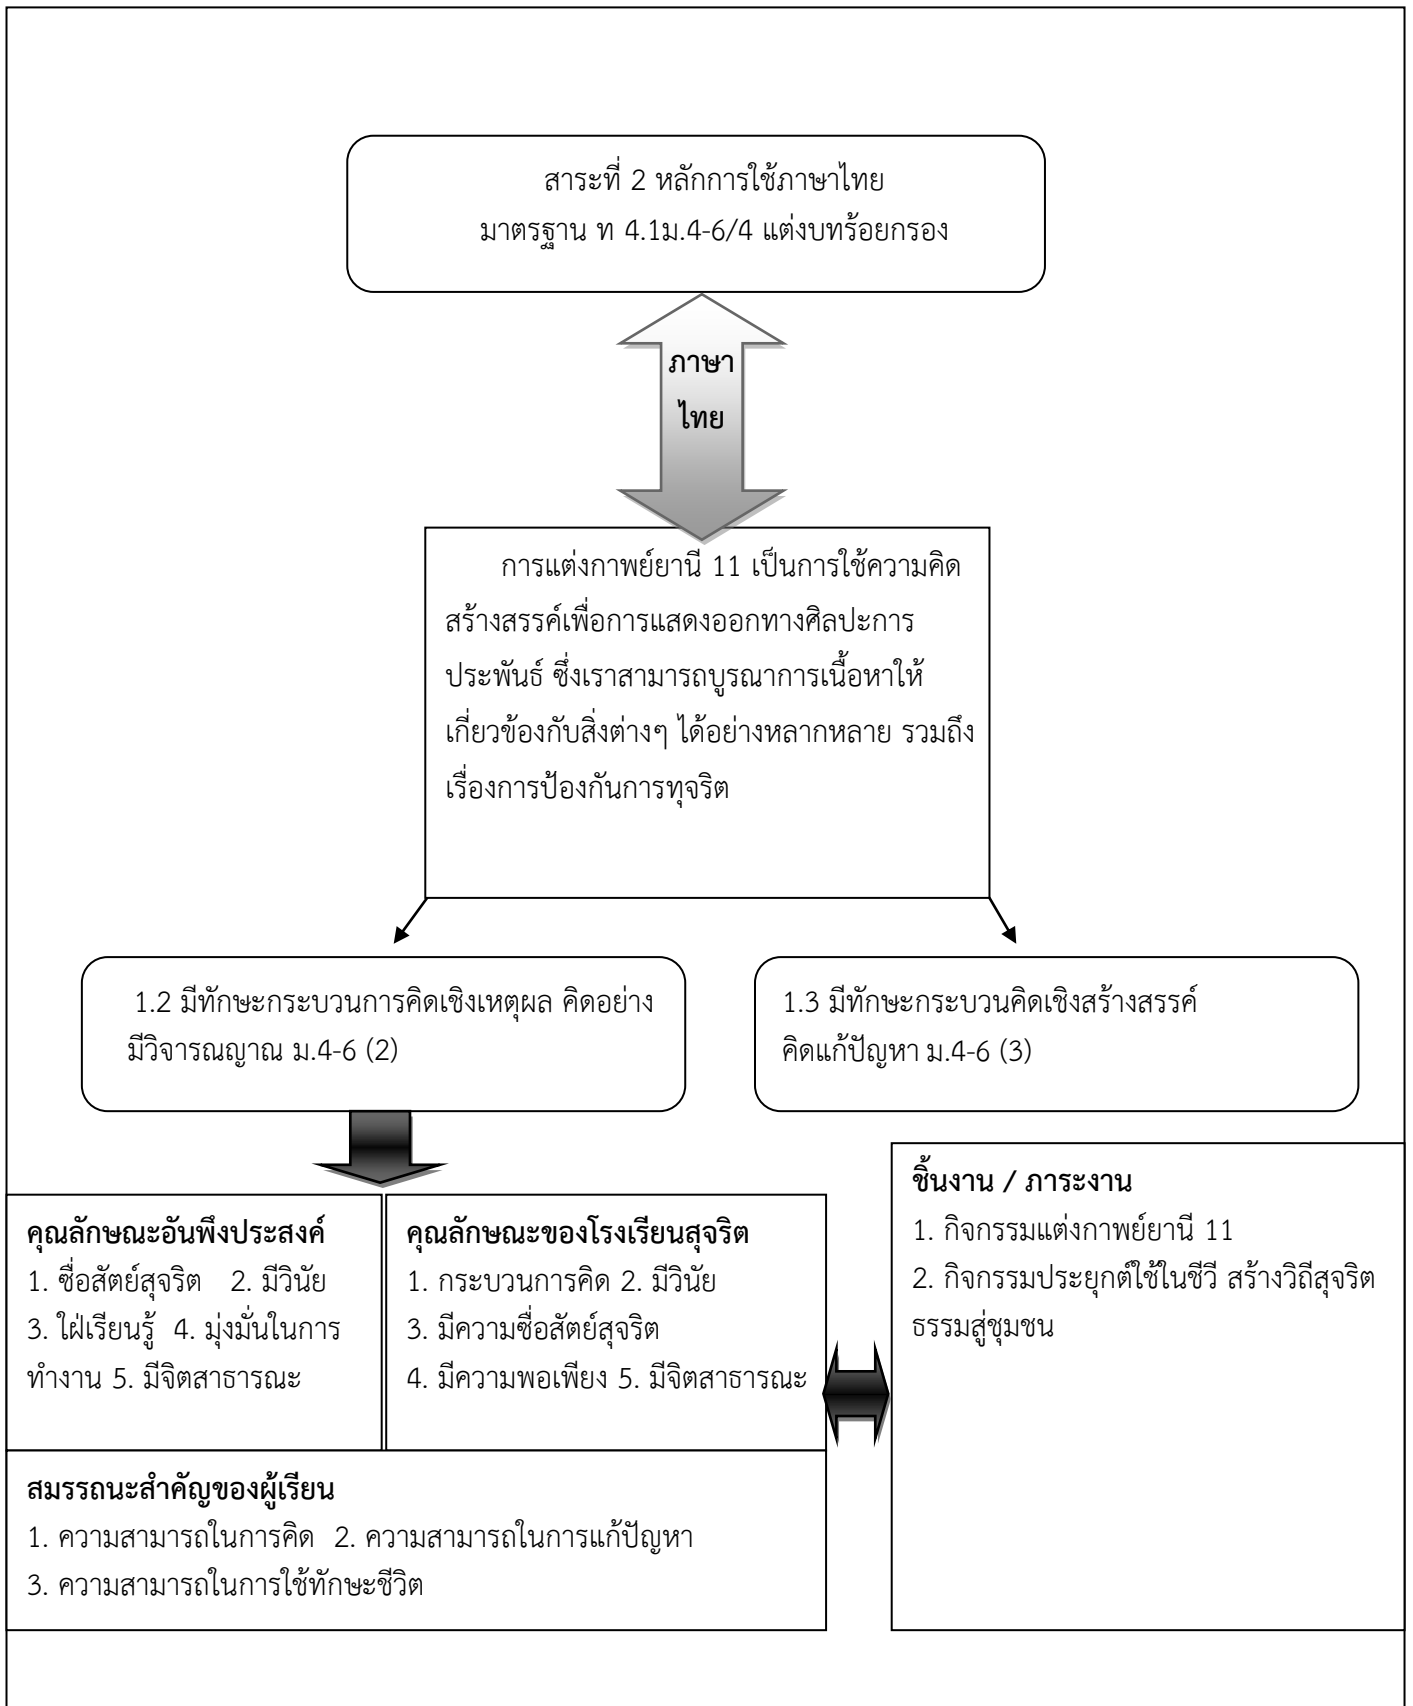 สาระที่ 2 หลักการใช้ภาษาไทย
มาตรฐาน ท 4.1ม.4-6/4 แต่งบทร้อยกรอง
ภาษา
ไทย
การแต่งกาพย์ยานี 11 เป็นการใช้ความคิด
สร้างสรรค์เพื่อการแสดงออกทางศิลปะการ
ประพันธ์ ซึ่งเราสามารถบูรณาการเนื้อหาให้
เกี่ยวข้องกับสิ่งต่างๆ ได้อย่างหลากหลาย รวมถึง
เรื่องการป้องกันการทุจริต
1.2 มีทักษะกระบวนการคิดเชิงเหตุผล คิดอย่าง
มีวิจารณญาณ ม.4-6 (2)
1.3 มีทักษะกระบวนคิดเชิงสร้างสรรค์
คิดแก้ปัญหา ม.4-6 (3)
คุณลักษณะอันพึงประสงค์
1. ซื่อสัตย์สุจริต 2. มีวินัย
3. ใฝ่เรียนรู้ 4. มุ่งมั่นในการ
ทำงาน 5. มีจิตสาธารณะ
คุณลักษณะของโรงเรียนสุจริต
1. กระบวนการคิด 2. มีวินัย
3. มีความซื่อสัตย์สุจริต
4. มีความพอเพียง 5. มีจิตสาธารณะ
ชิ้นงาน / ภาระงาน
1. กิจกรรมแต่งกาพย์ยานี 11
2. กิจกรรมประยุกต์ใช้ในชีวี สร้างวิถีสุจริต
ธรรมสู่ชุมชน
สมรรถนะสำคัญของผู้เรียน
1. ความสามารถในการคิด 2. ความสามารถในการแก้ปัญหา
3. ความสามารถในการใช้ทักษะชีวิต